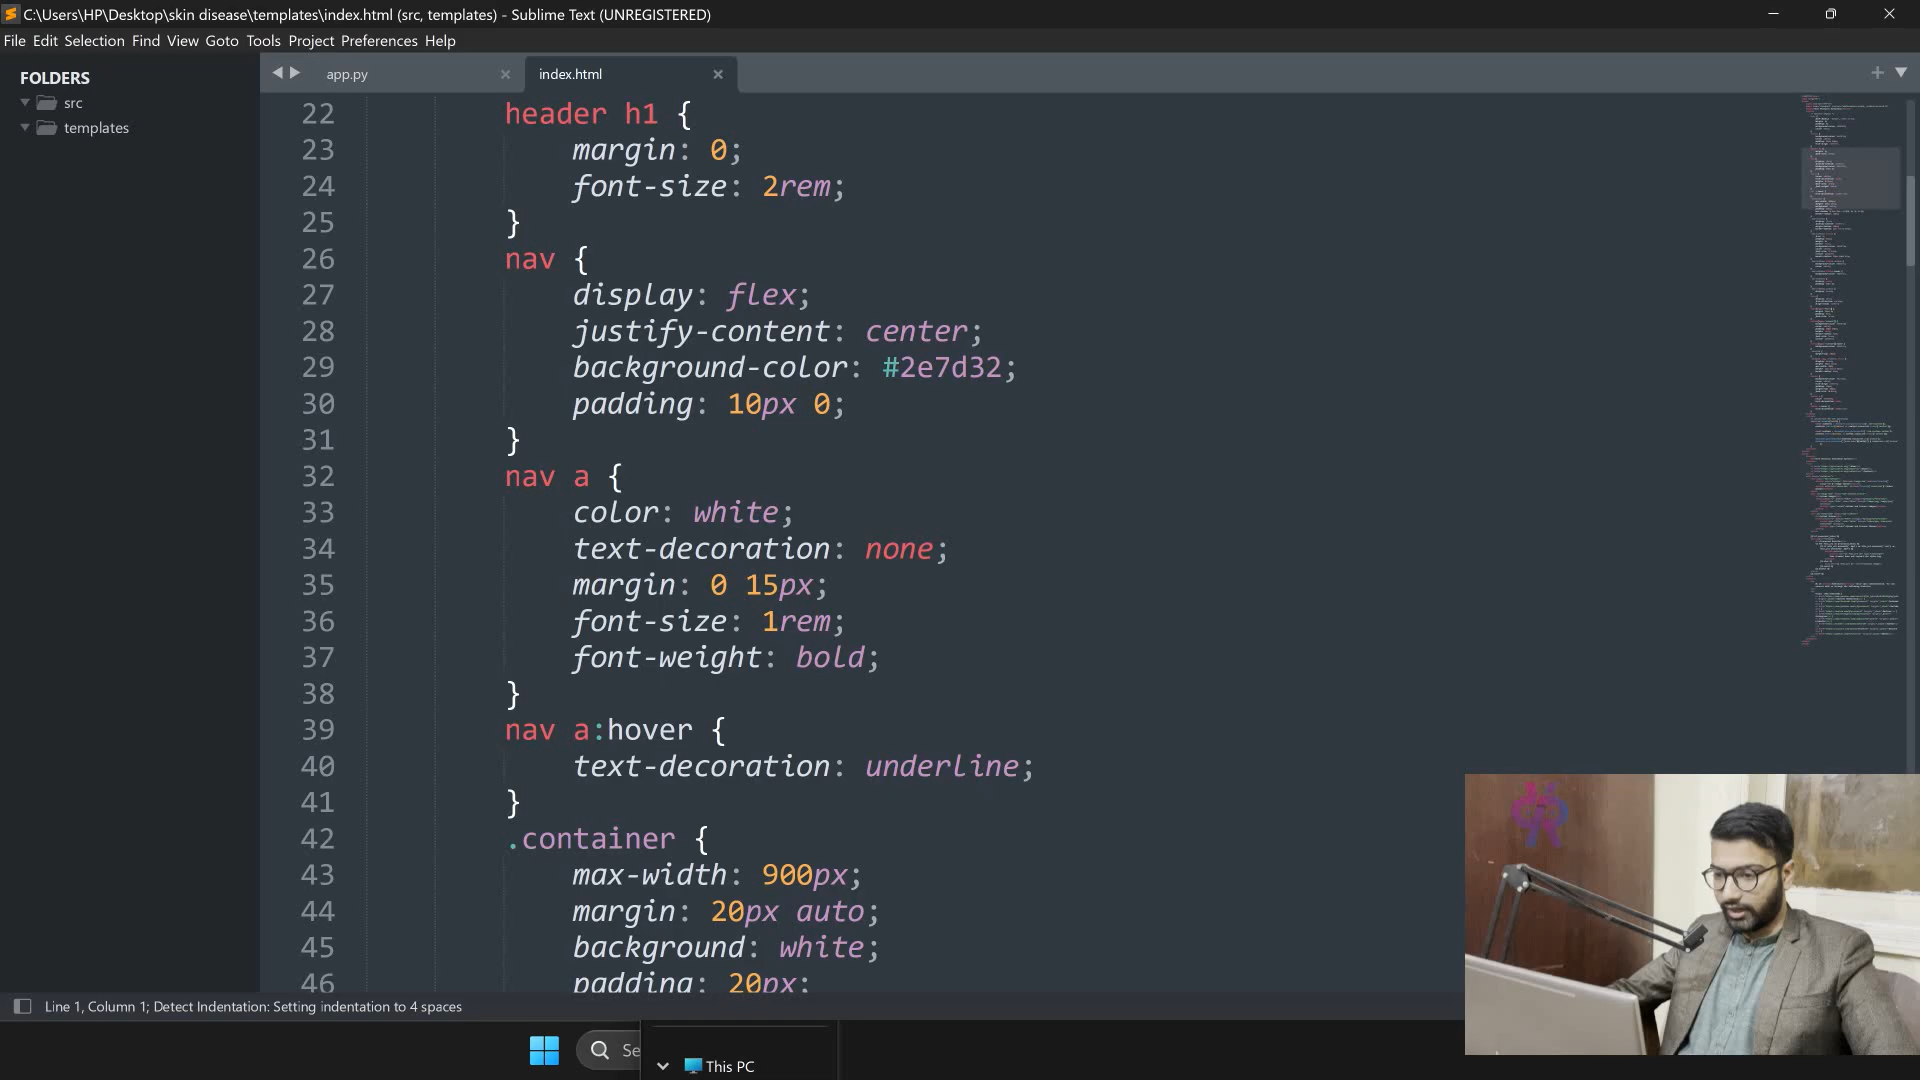 C:\Users\HP\Desktop\skin disease\templates\index.html (src, templates) - Sublime Text (UNREGISTERED)
File Edit Selection Find View Goto Tools Project Preferences Help
FOLDERS
src
templates
app.py
index.html
22 header h1 {
23 margin: 0;
24 font-size: 2rem;
25 }
26 nav {
27 display: flex;
28 justify-content: center;
29 background-color: #2e7d32;
30 padding: 10px 0;
31 }
32 nav a {
33 color: white;
34 text-decoration: none;
35 margin: 0 15px;
36 font-size: 1rem;
37 font-weight: bold;
38 }
39 nav a:hover {
40 text-decoration: underline;
41 }
42 .container {
43 max-width: 900px;
44 margin: 20px auto;
45 background: white;
46 padding: 20px;
Line 1, Column 1; Detect Indentation: Setting indentation to 4 spaces
Se
This PC